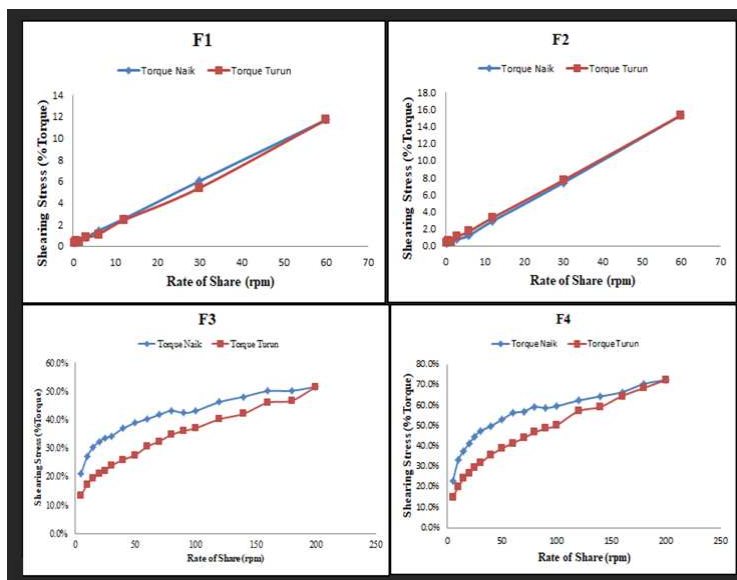 F1
Torque Naik Torque Turun
14
12
10
8
6
4
2
0
0 10 20 30 40 50 60 70
Shearing Stress (%Torque)
Rate of Share (rpm)
F2
Torque Naik Torque Turun
18.0
16.0
14.0
12.0
10.0
8.0
6.0
4.0
2.0
0.0
0 10 20 30 40 50 60 70
Shearing Stress (%Torque)
Rate of Share (rpm)
F3
Torque Naik Torque Turun
60.0%
50.0%
40.0%
30.0%
20.0%
10.0%
0.0%
0 50 100 150 200 250
Shearing Stress (%Torque)
Rate of Share (rpm)
F4
Torque Naik Torque Turun
80.0%
70.0%
60.0%
50.0%
40.0%
30.0%
20.0%
10.0%
0.0%
0 50 100 150 200 250
Shearing Stress (%Torque)
Rate of Share (rpm)